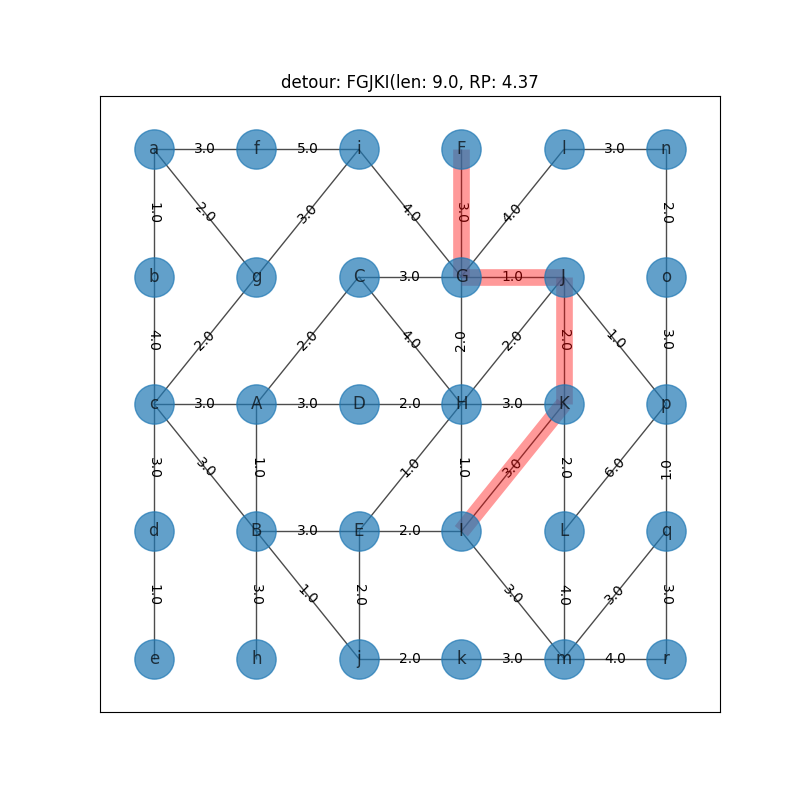 detour: FGJKI(len: 9.0, RP: 4.37
a 3.0 f 5.0 i F l 3.0 n
1.0 2.0 3.0 4.0 3.0 4.0 2.0
b g C 3.0 G 1.0 J o
4.0 2.0 2.0 4.0 2.0 2.0 2.0 1.0 3.0
c 3.0 A 3.0 D 2.0 H 3.0 K p
3.0 3.0 1.0 1.0 1.0 3.0 2.0 6.0 1.0
d B 3.0 E 2.0 I L q
1.0 3.0 1.0 2.0 3.0 4.0 3.0 3.0
e h j 2.0 k 3.0 m 4.0 r